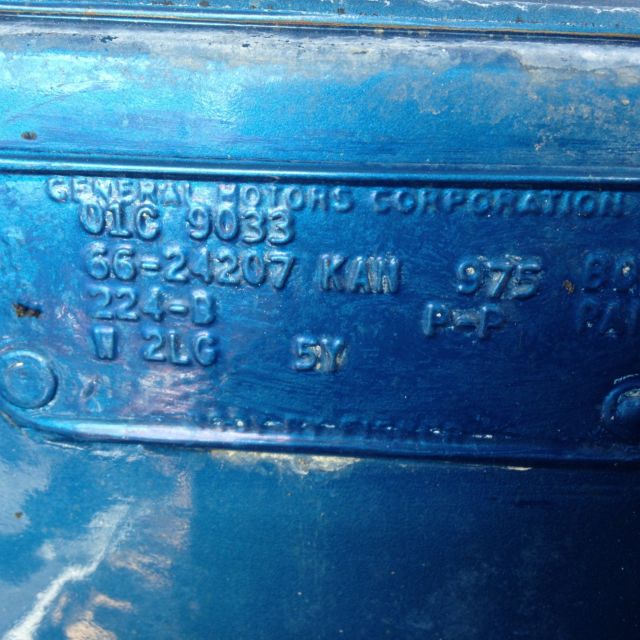 GENERAL MOTORS CORPORATION
01C 9033
66-24207 KAN 975
224-B P-P
W 2LG 5Y